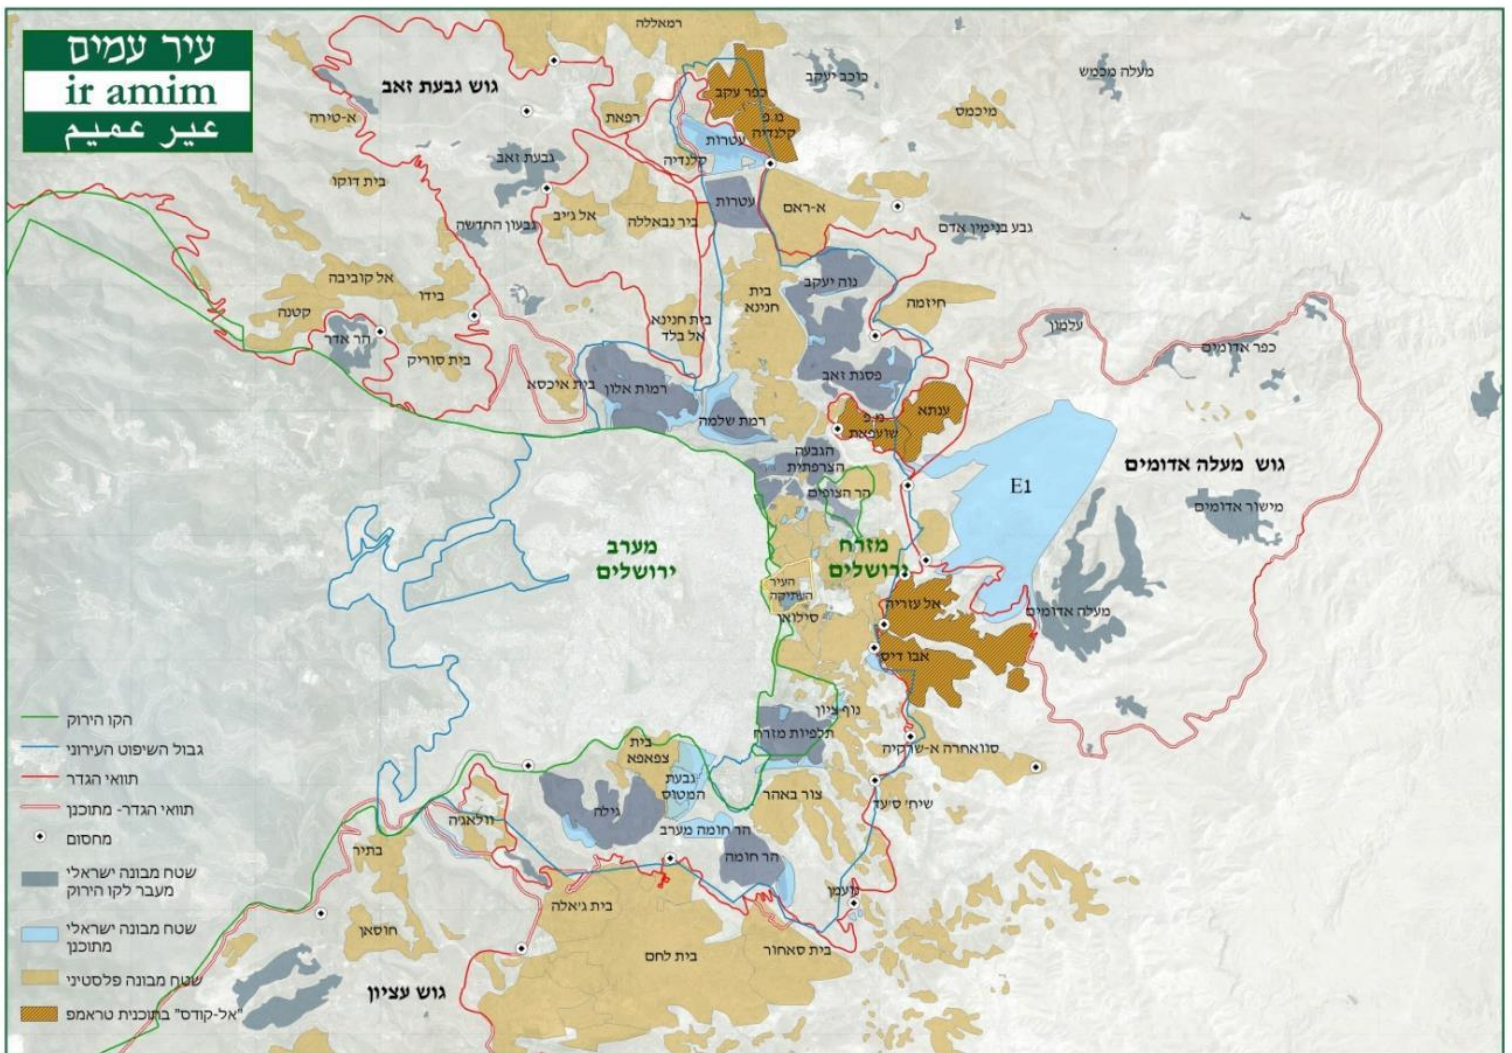 עיר עמים
ir amim
عير عميم
רמאללה
גוש גבעת זאב
כוכב יעקב
מעלה מכמש
כפר עקב
מ.פ
קלנדיה
מיכמס
א-טירה
רפאת
עטרות
קלנדיה
גבעת זאב
בית דוקו
עטרות
א-ראם
אל ג'יב
ביר נבאללה
גבעון החדשה
גבע בנימין אדם
אל קוביבה
בידו
נוה יעקב
בית
חנינא
חיזמה
קטנה
בית חנינא
אל בלד
עלמון
הר אדר
בית סוריק
כפר אדומים
פסגת זאב
בית איכסא
רמות אלון
רמת שלמה
ענתא
מ.פ
שועפאת
הגבעה
הצרפתית
גוש מעלה אדומים
E1
הר הצופים
מישור אדומים
מערב
ירושלים
מזרח
ירושלים
העיר
העתיקה
סילואן
אל עזריה
מעלה אדומים
אבו דיס
נוף ציון
תלפיות מזרח
סוואחרה א-שרקיה
בית
צפאפא
גבעת
המטוס
צור באהר
שיח' סעד
גילה
וולאג'ה
הר חומה מערב
הר חומה
בתיר
נועמן
בית ג'אלה
חוסאן
בית לחם
בית סאחור
גוש עציון
הקו הירוק
גבול השיפוט העירוני
תוואי הגדר
תוואי הגדר- מתוכנן
מחסום
שטח מבונה ישראלי
מעבר לקו הירוק
שטח מבונה ישראלי
מתוכנן
שטח מבונה פלסטיני
"אל-קודס" בתוכנית טראמפ